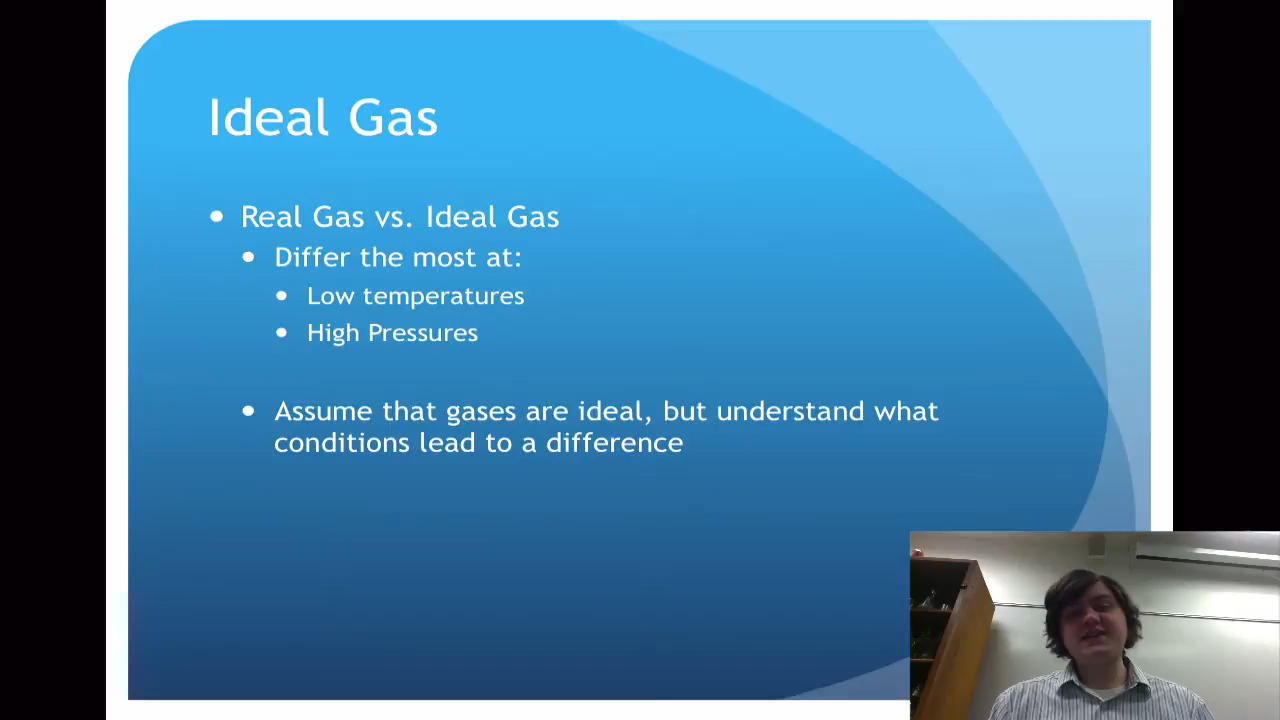 Ideal Gas
Real Gas vs. Ideal Gas
Differ the most at:
Low temperatures
High Pressures
Assume that gases are ideal, but understand what
conditions lead to a difference